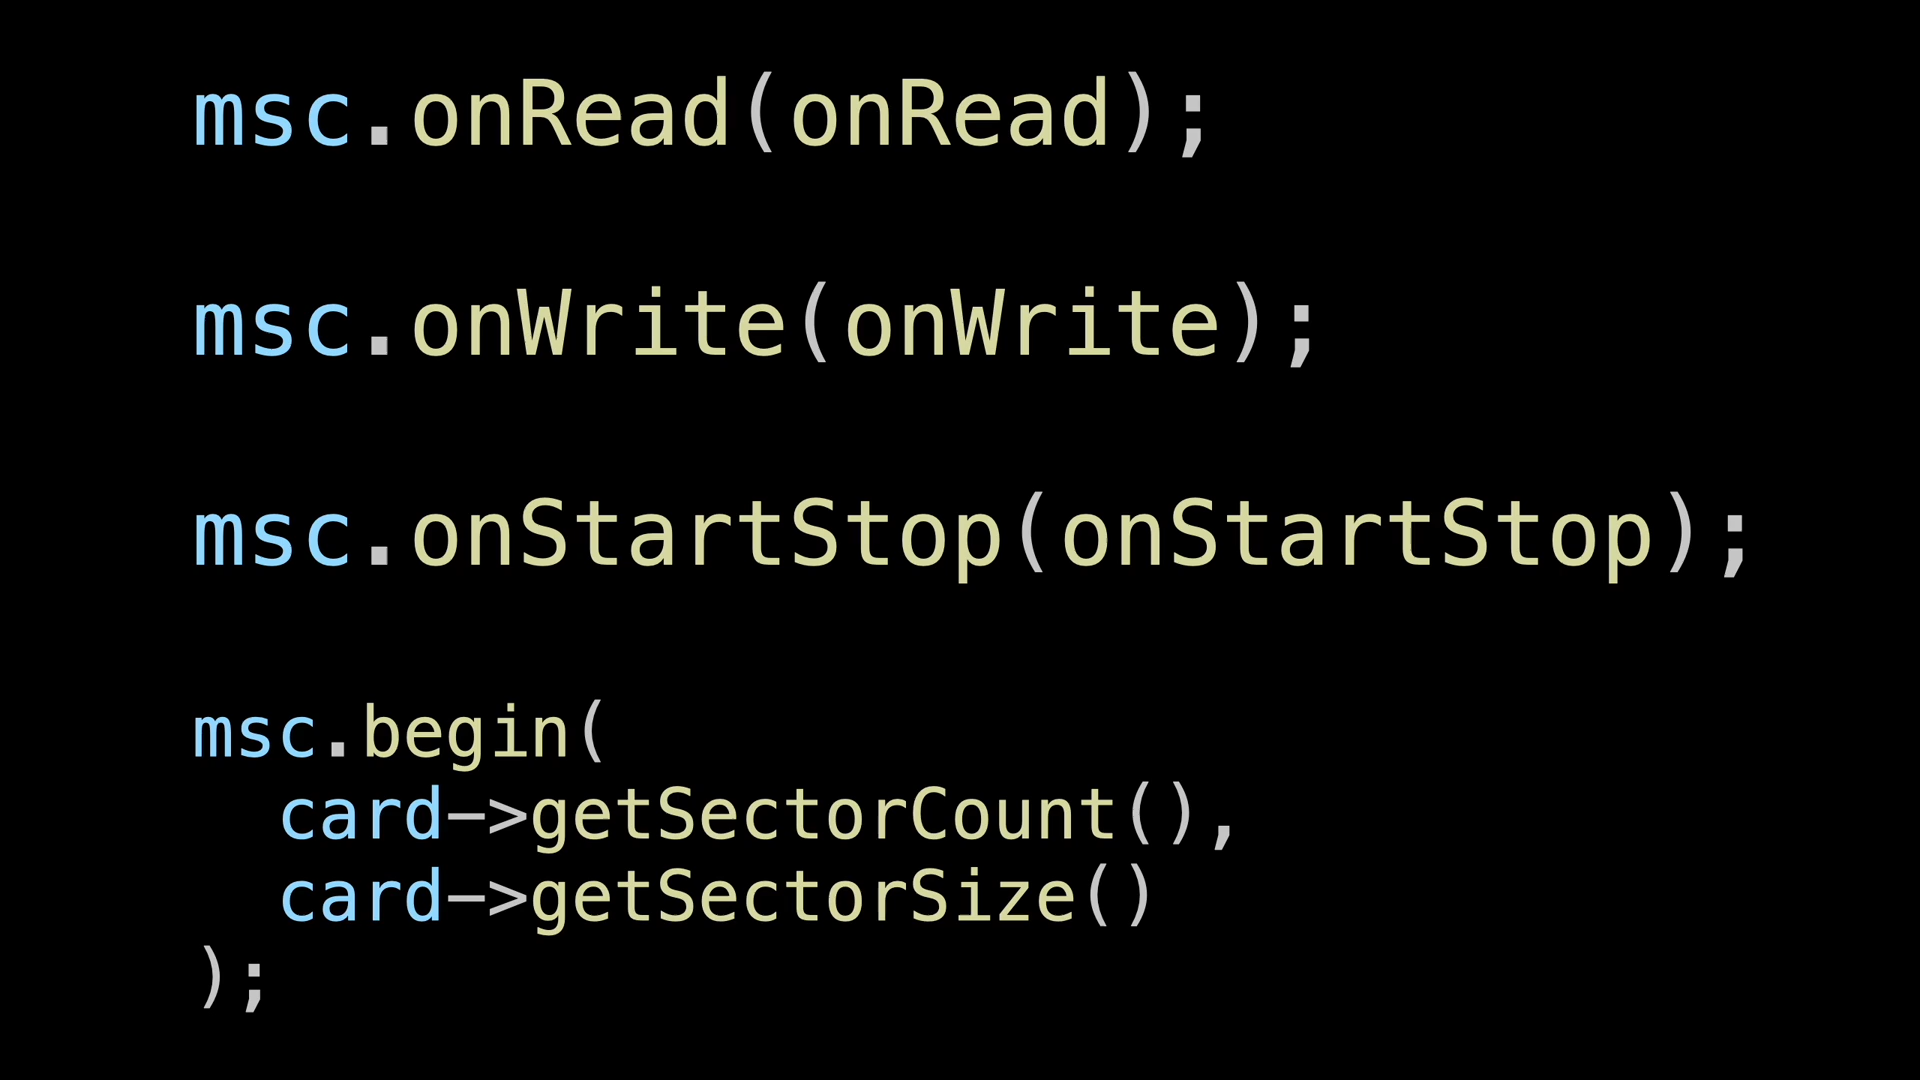 msc.onRead(onRead);
msc.onWrite(onWrite);
msc.onStartStop(onStartStop);
msc.begin(
  card->getSectorCount(),
  card->getSectorSize()
);